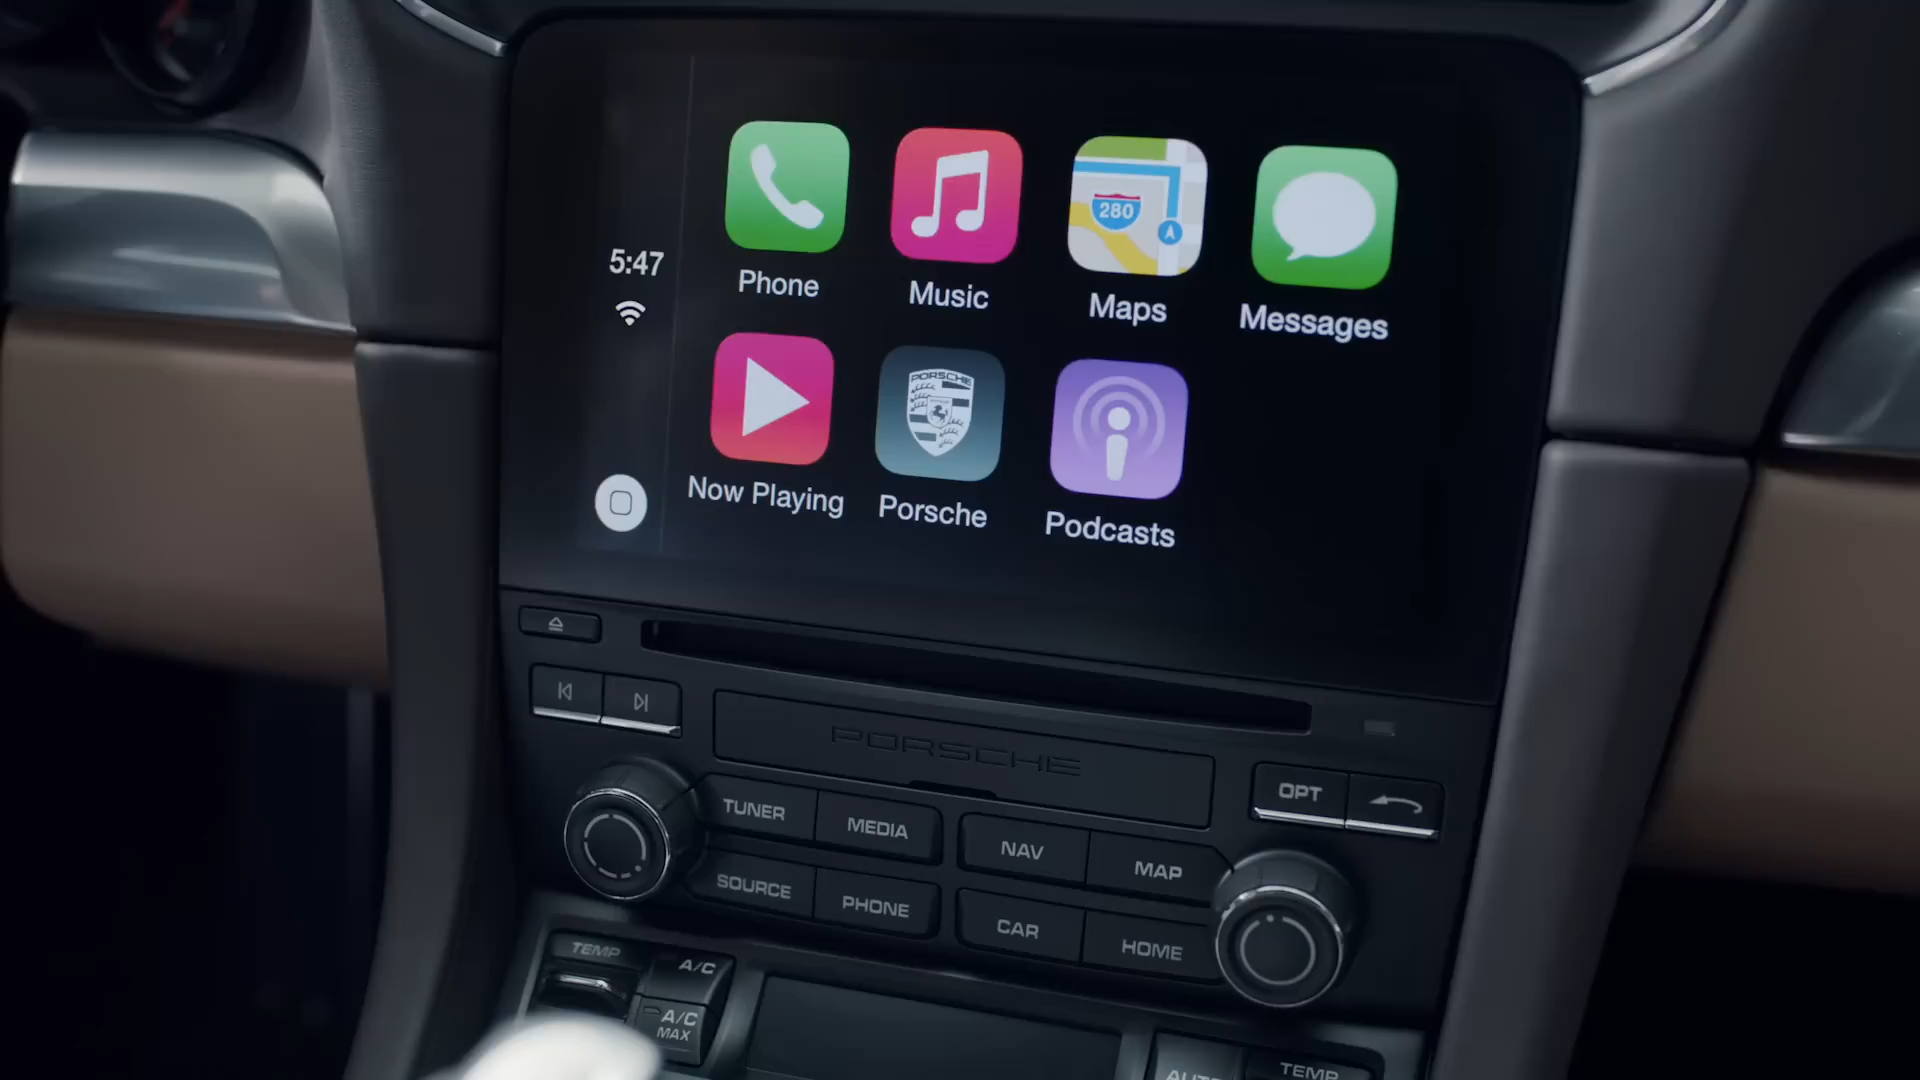 Phone
Music
Maps
280
Messages
5:47
PORSCHE
Now Playing
Porsche
Podcasts
PORSCHE
OPT
TUNER
MEDIA
NAV
MAP
SOURCE
PHONE
CAR
HOME
TEMP
A/C
A/C
MAX
AUTO
TEMP